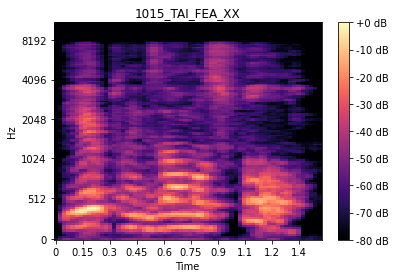 1015_TAI_FEA_XX
Hz
8192
4096
2048
1024
512
0
0 0.15 0.3 0.45 0.6 0.75 0.9 1.1 1.2 1.4
Time
+0 dB
-10 dB
-20 dB
-30 dB
-40 dB
-50 dB
-60 dB
-70 dB
-80 dB